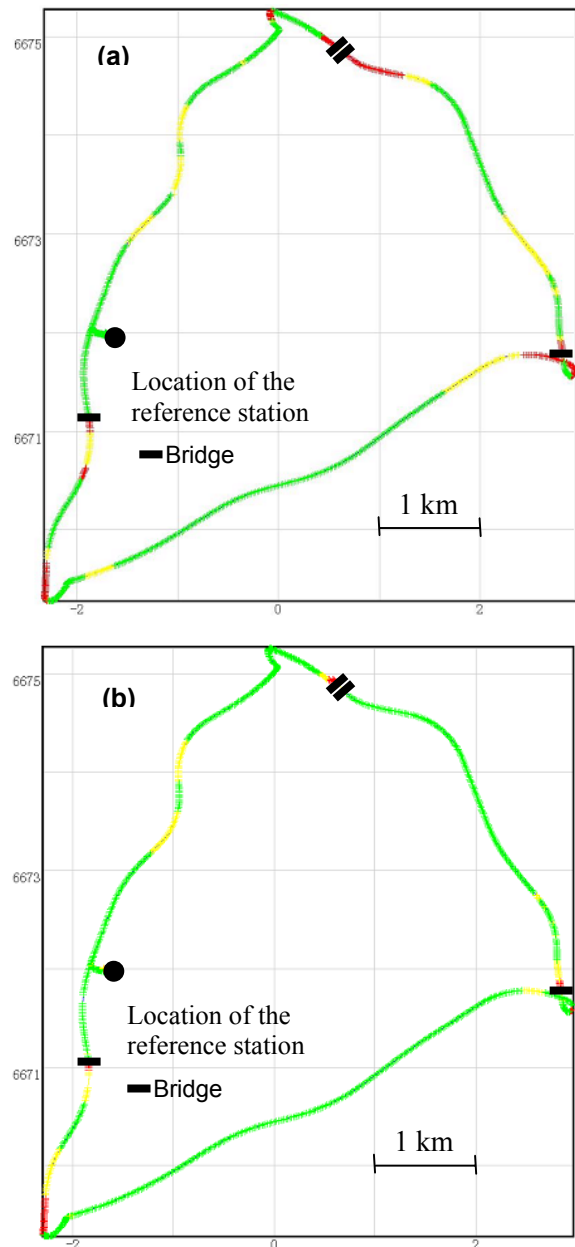 (a)
6675
6673
6671
Location of the
reference station
Bridge
1 km
-2
0
2
(b)
6675
6673
6671
Location of the
reference station
Bridge
1 km
-2
0
2